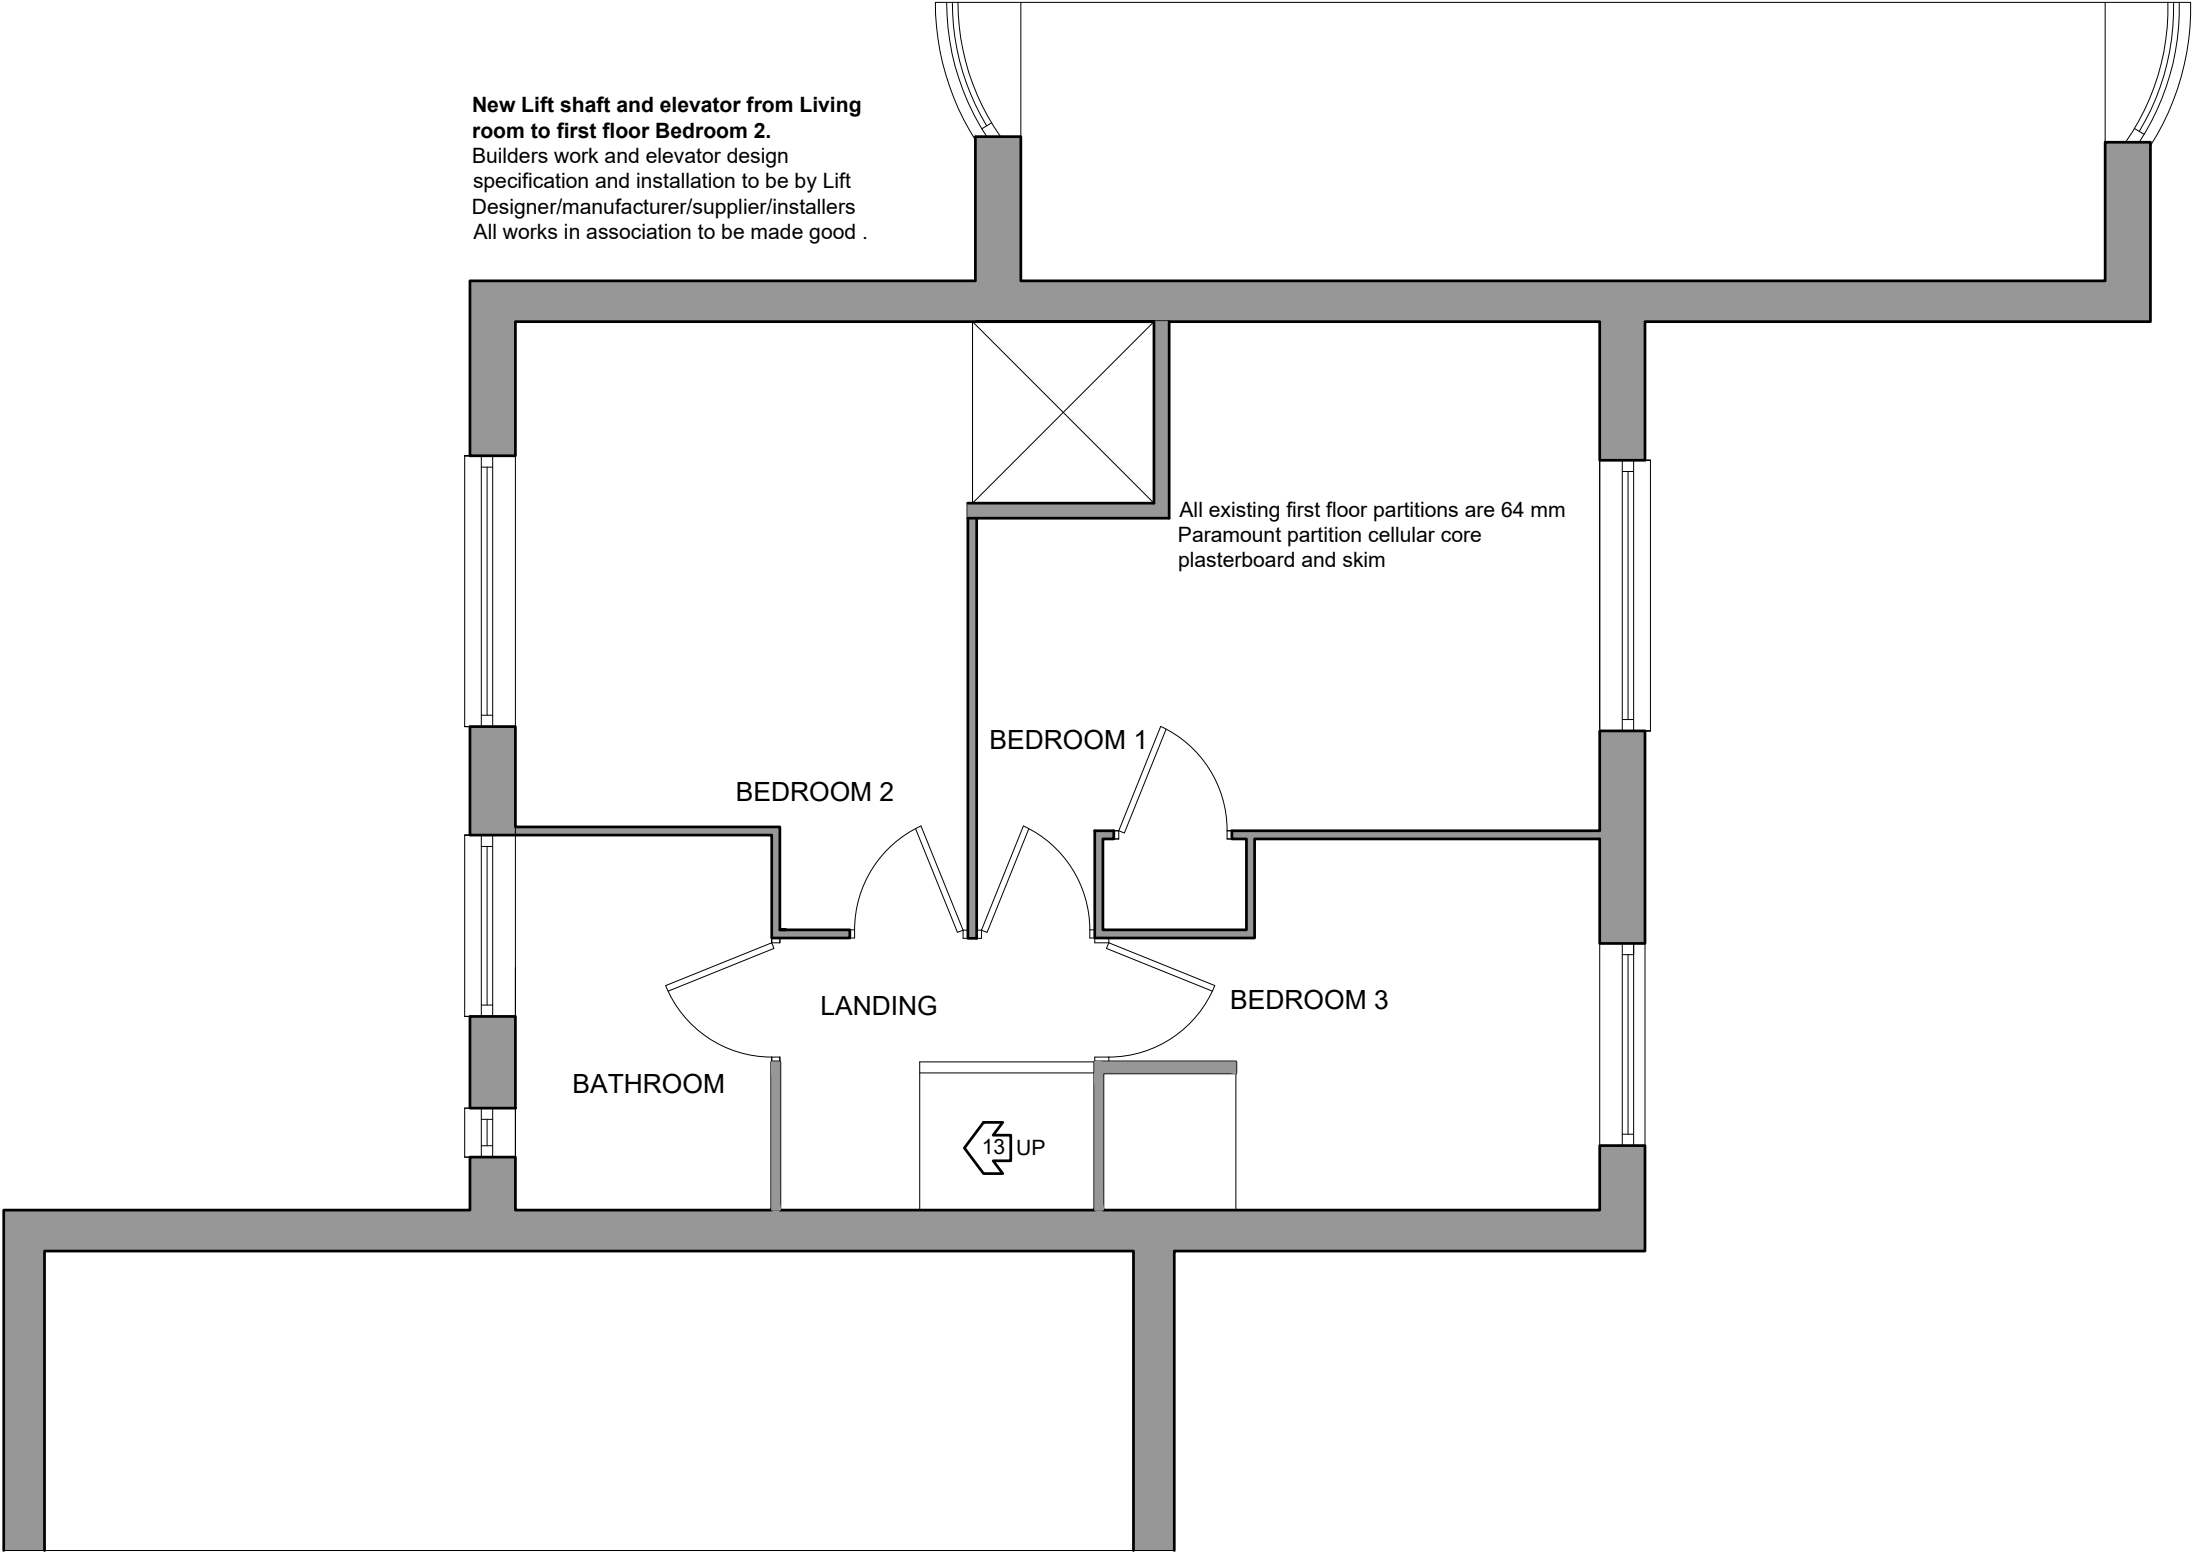 New Lift shaft and elevator from Living
room to first floor Bedroom 2.
Builders work and elevator design
specification and installation to be by Lift
Designer/manufacturer/supplier/installers
All works in association to be made good .
All existing first floor partitions are 64 mm
Paramount partition cellular core
plasterboard and skim
BEDROOM 1
BEDROOM 2
LANDING
BEDROOM 3
BATHROOM
13 UP